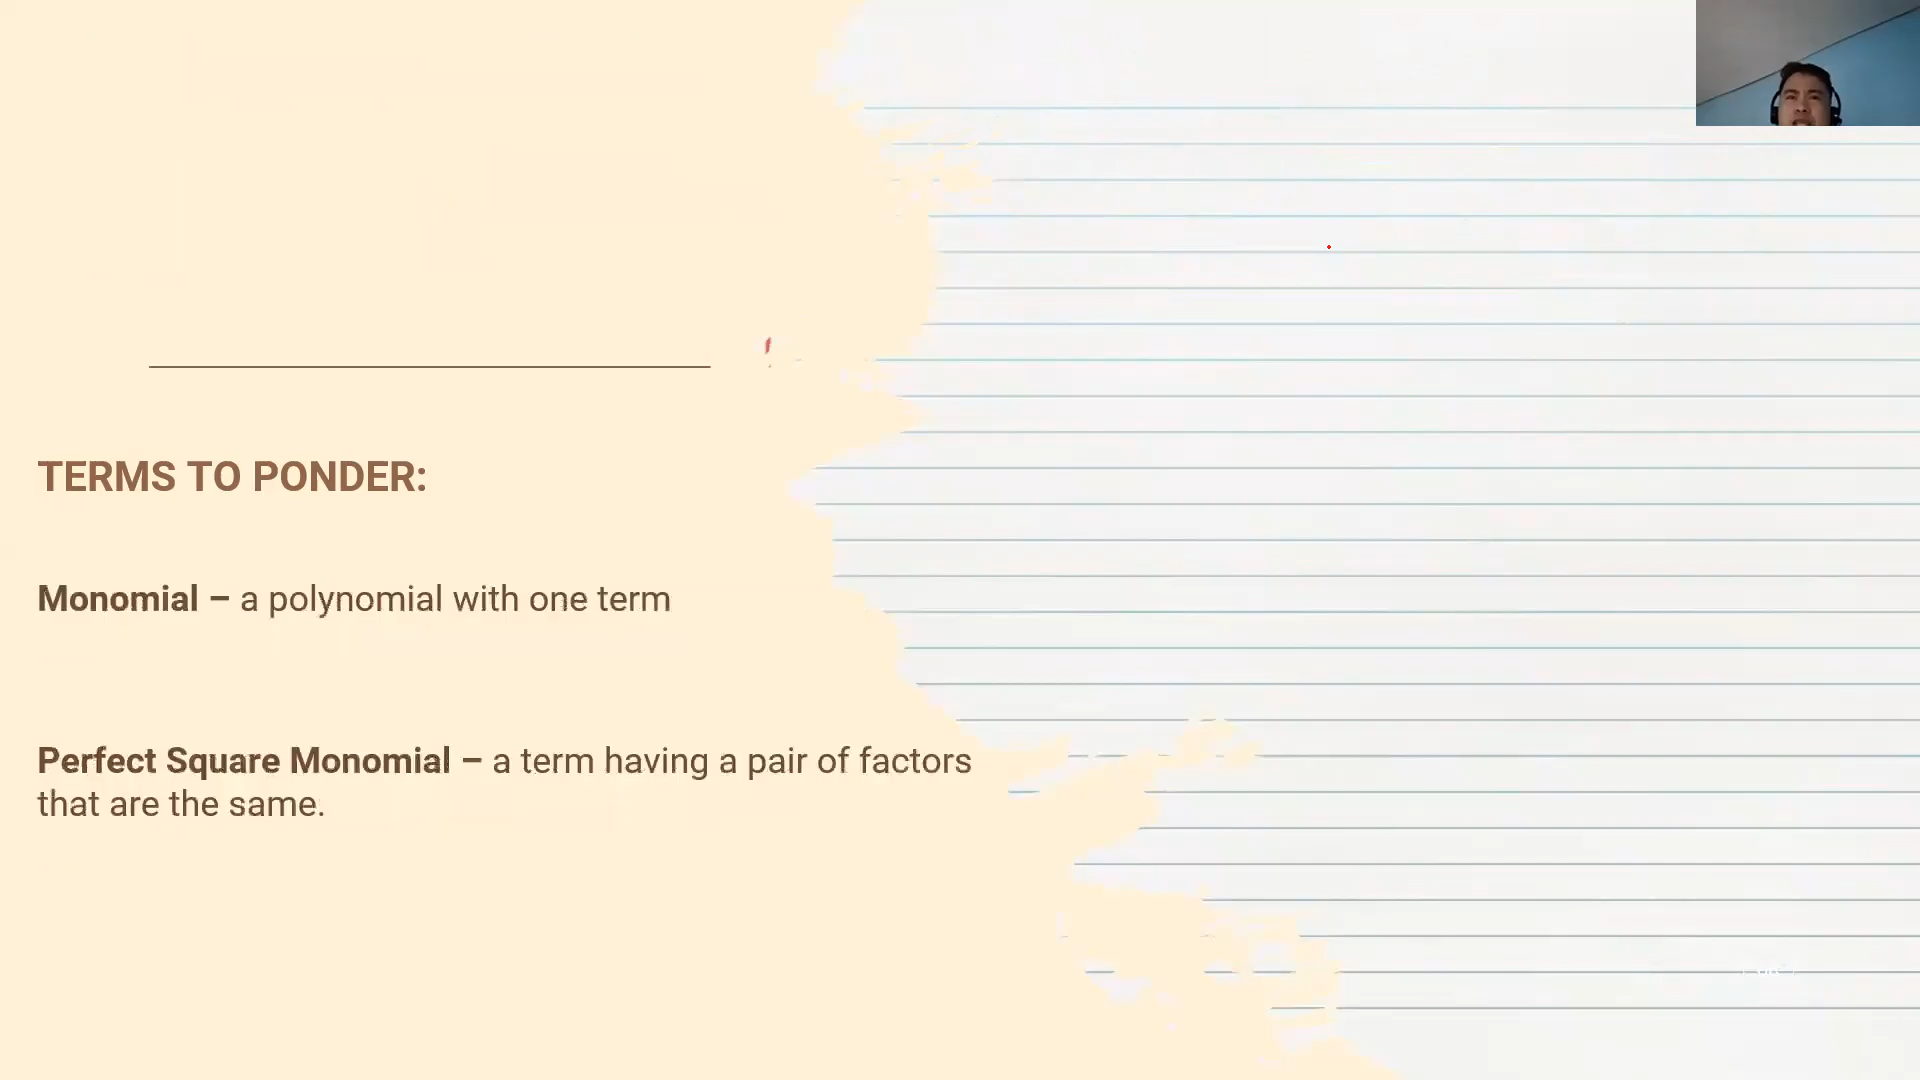 TERMS TO PONDER:
Monomial – a polynomial with one term
Perfect Square Monomial – a term having a pair of factors
that are the same.